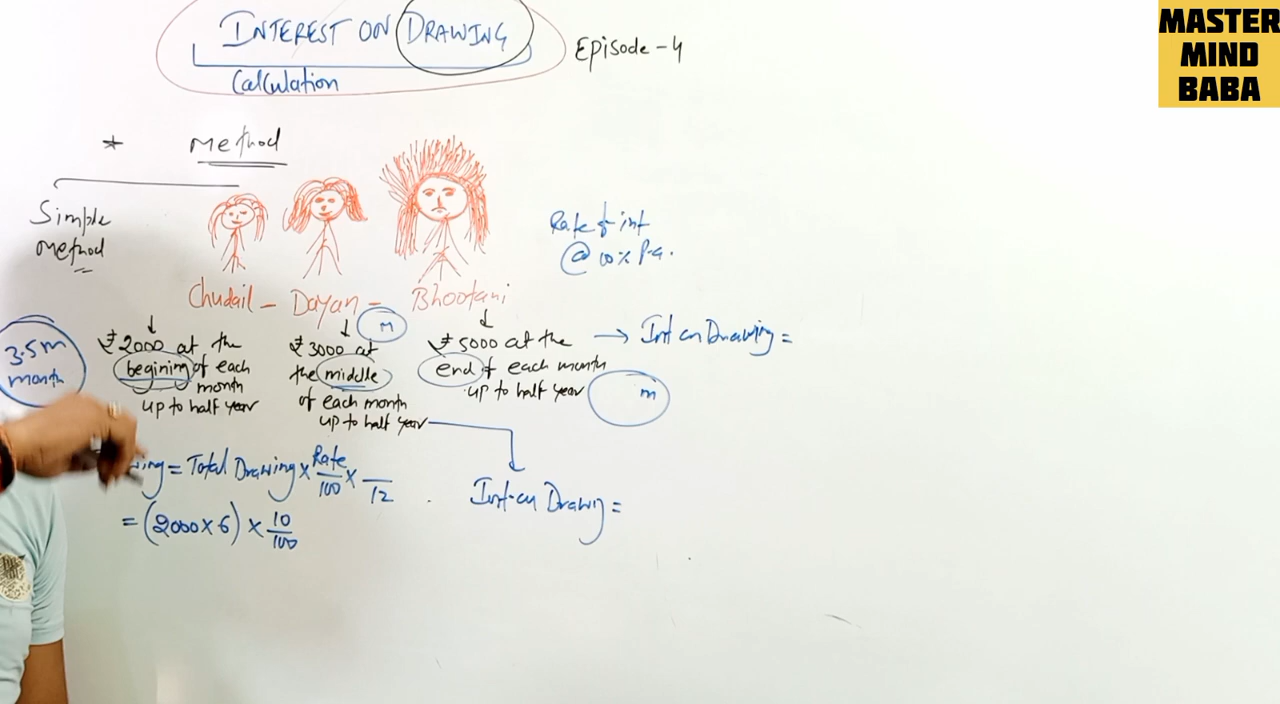 INTEREST ON DRAWING
Calculation
Episode - 4
MASTER
MIND
BABA
* Method
Simple
method
Rate of int
@ 10% P.a.
Chudail - Dayan - Bhootani
3.5m
month
₹2000 at the
begining of each
month
up to half year
m
₹3000 at
the middle
of each month
up to half year
₹5000 at the
end of each month
up to half year
m
→ Int on Drawing =
wing = Total Drawing × Rate/100 × /12
= (2000 × 6) × 10/100
Int. on Drawing =